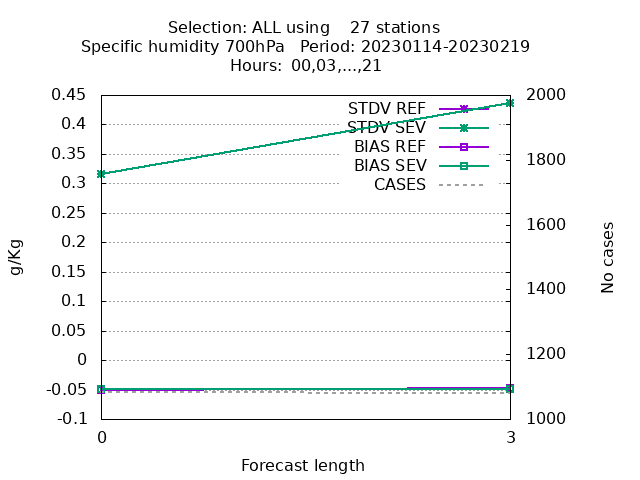 Selection: ALL using    27 stations
Specific humidity 700hPa   Period: 20230114-20230219
Hours:  00,03,...,21
0.45
0.4
0.35
0.3
0.25
0.2
0.15
0.1
0.05
0
-0.05
-0.1
g/Kg
STDV REF
STDV SEV
BIAS REF
BIAS SEV
CASES
2000
1800
1600
1400
1200
1000
No cases
0
3
Forecast length